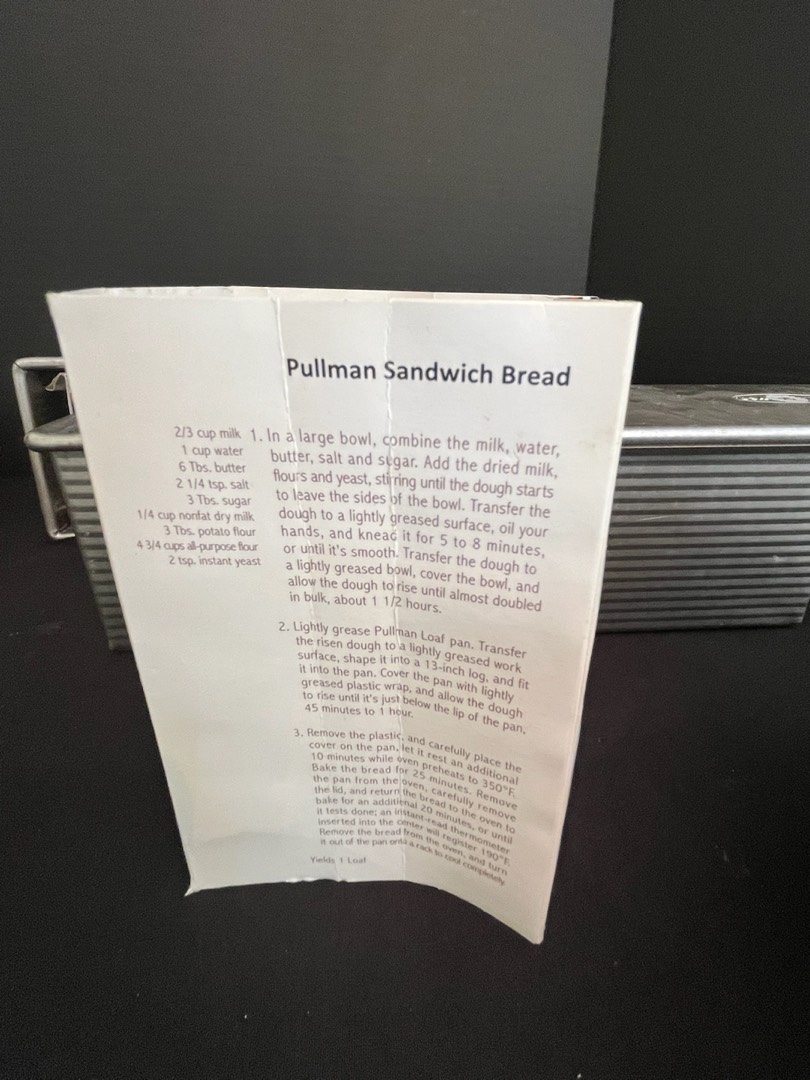 Pullman Sandwich Bread
2/3 cup milk
1 cup water
6 Tbs. butter
2 1/4 tsp. salt
3 Tbs. sugar
1/4 cup nonfat dry milk
3 Tbs. potato flour
4 3/4 cups all-purpose flour
2 tsp. instant yeast
1. In a large bowl, combine the milk, water,
butter, salt and sugar. Add the dried milk,
flours and yeast, stirring until the dough starts
to leave the sides of the bowl. Transfer the
dough to a lightly greased surface, oil your
hands, and knead it for 5 to 8 minutes,
or until it's smooth. Transfer the dough to
a lightly greased bowl, cover the bowl, and
allow the dough to rise until almost doubled
in bulk, about 1 1/2 hours.
2. Lightly grease Pullman Loaf pan. Transfer
the risen dough to a lightly greased work
surface, shape it into a 13-inch log, and fit
it into the pan. Cover the pan with lightly
greased plastic wrap, and allow the dough
to rise until it's just below the lip of the pan,
45 minutes to 1 hour.
3. Remove the plastic, and carefully place the
cover on the pan, let it rest an additional
10 minutes while oven preheats to 350°F.
Bake the bread for 25 minutes. Remove
the pan from the oven, carefully remove
the lid, and return the bread to the oven to
bake for an additional 20 minutes, or until
it tests done; an instant-read thermometer
inserted into the center will register 190°F.
Remove the bread from the oven, and turn
it out of the pan onto a rack to cool completely
Yields 1 Loaf